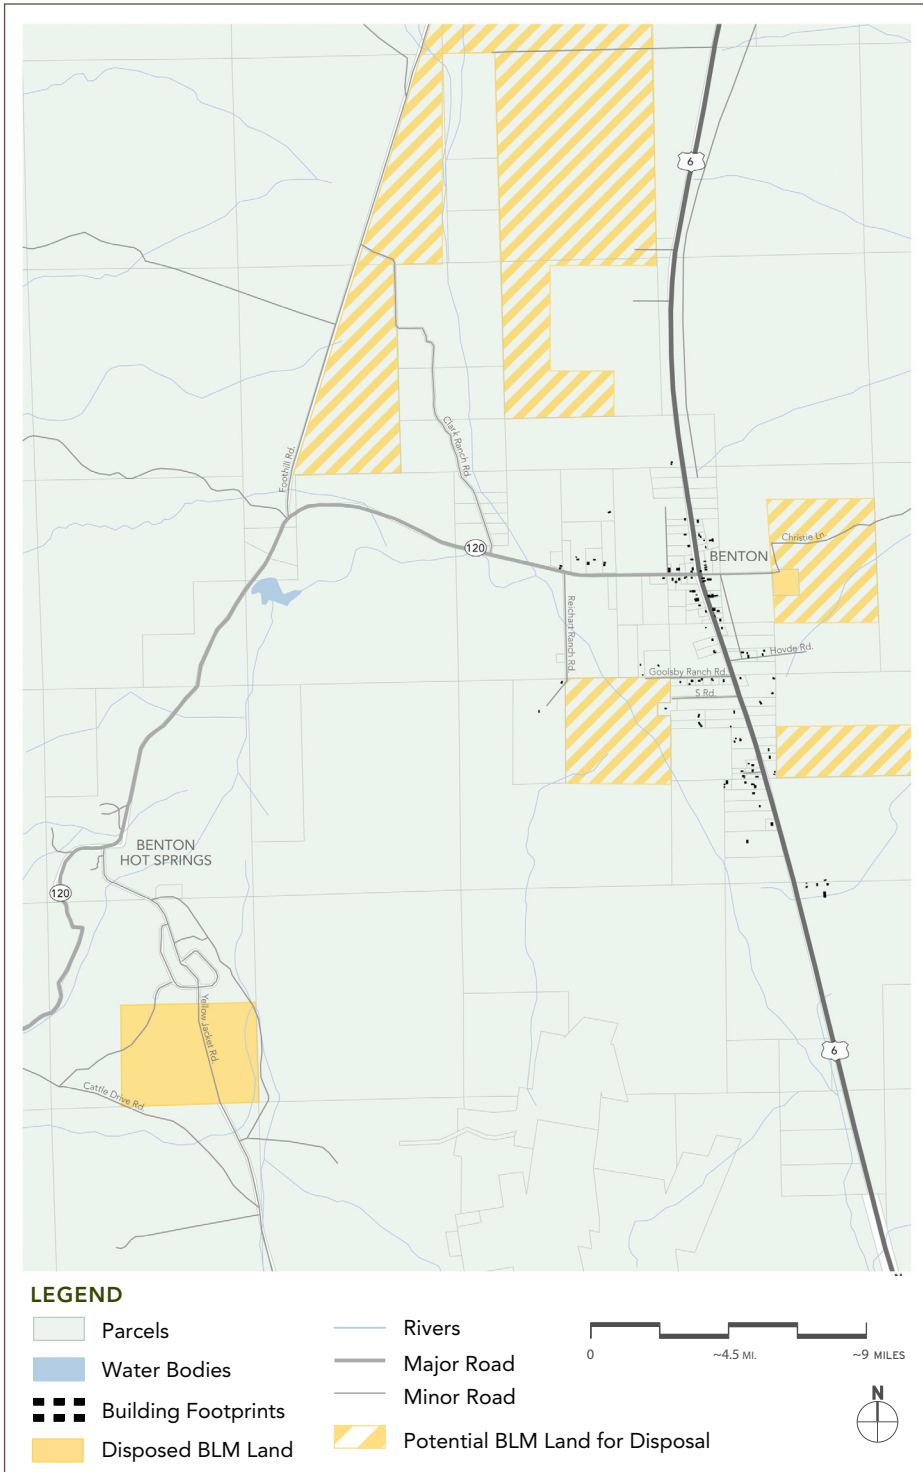 6
Foothill Rd.
Clark Ranch Rd.
120
Christie Ln.
BENTON
Reichart Ranch Rd.
Hovde Rd.
Goolsby Ranch Rd.
S Rd.
BENTON
HOT SPRINGS
120
Yellow Jacket Rd.
6
Cattle Drive Rd.
LEGEND
Parcels
Water Bodies
Building Footprints
Disposed BLM Land
Rivers
Major Road
Minor Road
Potential BLM Land for Disposal
0 ~4.5 MI. ~9 MILES
N